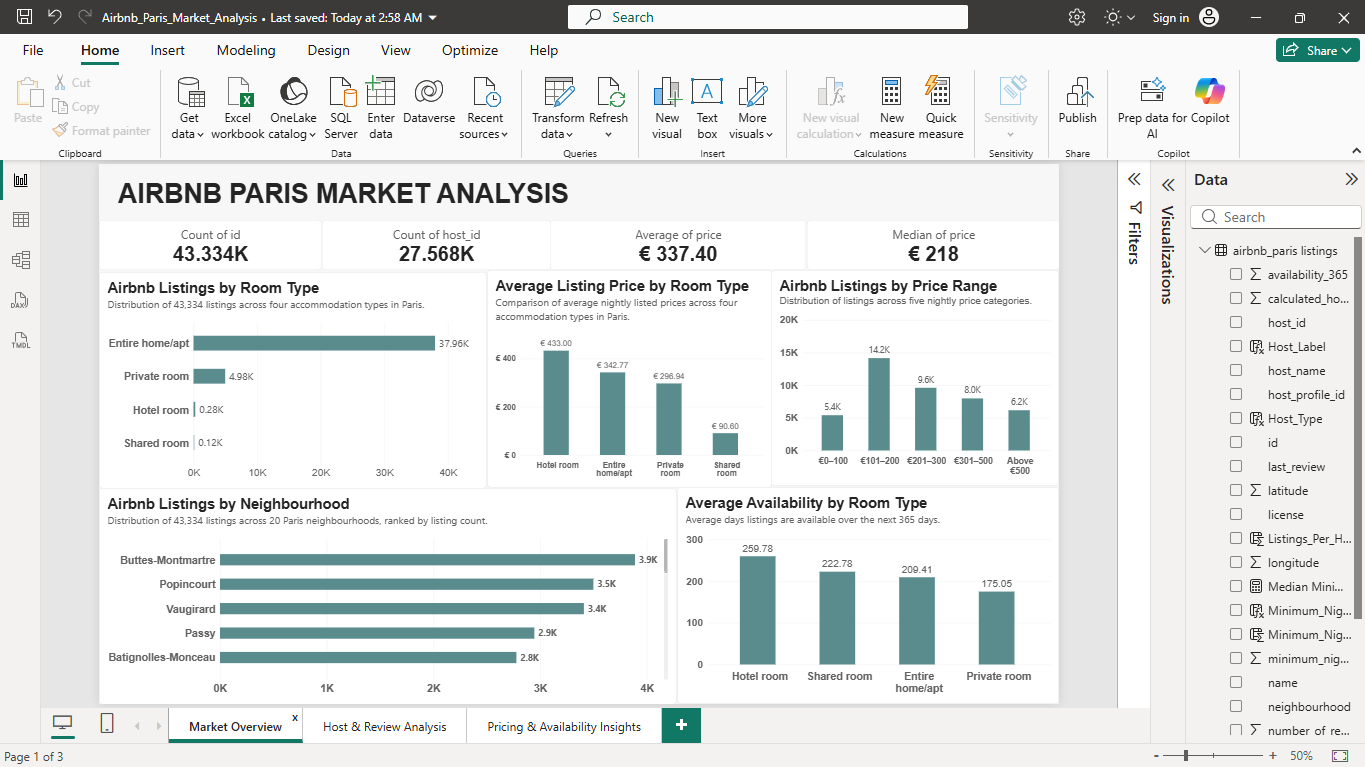 Airbnb_Paris_Market_Analysis • Last saved: Today at 2:58 AM
Search
Sign in
File
Home
Insert
Modeling
Design
View
Optimize
Help
Share
Paste
Cut
Copy
Format painter
Clipboard
Get data
Excel workbook
OneLake catalog
SQL Server
Enter data
Dataverse
Recent sources
Data
Transform data
Refresh
Queries
New visual
Text box
More visuals
Insert
New visual calculation
New measure
Quick measure
Calculations
Sensitivity
Sensitivity
Publish
Share
Prep data for AI
Copilot
Copilot
DAX
TMDL
AIRBNB PARIS MARKET ANALYSIS
Count of id
43.334K
Count of host_id
27.568K
Average of price
€ 337.40
Median of price
€ 218
Airbnb Listings by Room Type
Distribution of 43,334 listings across four accommodation types in Paris.
Entire home/apt 37.96K
Private room 4.98K
Hotel room 0.28K
Shared room 0.12K
0K 10K 20K 30K 40K
Average Listing Price by Room Type
Comparison of average nightly listed prices across four
accommodation types in Paris.
€ 400
€ 200
€ 0
€ 433.00
€ 342.77
€ 296.94
€ 90.60
Hotel room
Entire home/apt
Private room
Shared room
Airbnb Listings by Price Range
Distribution of listings across five nightly price categories.
20K
15K
10K
5K
0K
5.4K
14.2K
9.6K
8.0K
6.2K
€0–100
€101–200
€201–300
€301–500
Above €500
Airbnb Listings by Neighbourhood
Distribution of 43,334 listings across 20 Paris neighbourhoods, ranked by listing count.
Buttes-Montmartre 3.9K
Popincourt 3.5K
Vaugirard 3.4K
Passy 2.9K
Batignolles-Monceau 2.8K
0K 1K 2K 3K 4K
Average Availability by Room Type
Average days listings are available over the next 365 days.
300
200
100
0
259.78
222.78
209.41
175.05
Hotel room
Shared room
Entire home/apt
Private room
Filters
Visualizations
Data
Search
airbnb_paris listings
availability_365
calculated_ho...
host_id
Host_Label
host_name
host_profile_id
Host_Type
id
last_review
latitude
license
Listings_Per_H...
longitude
Median Mini...
Minimum_Nig...
Minimum_Nig...
minimum_nig...
name
neighbourhood
number_of_re...
Market Overview
x
Host & Review Analysis
Pricing & Availability Insights
+
Page 1 of 3
- + 50%